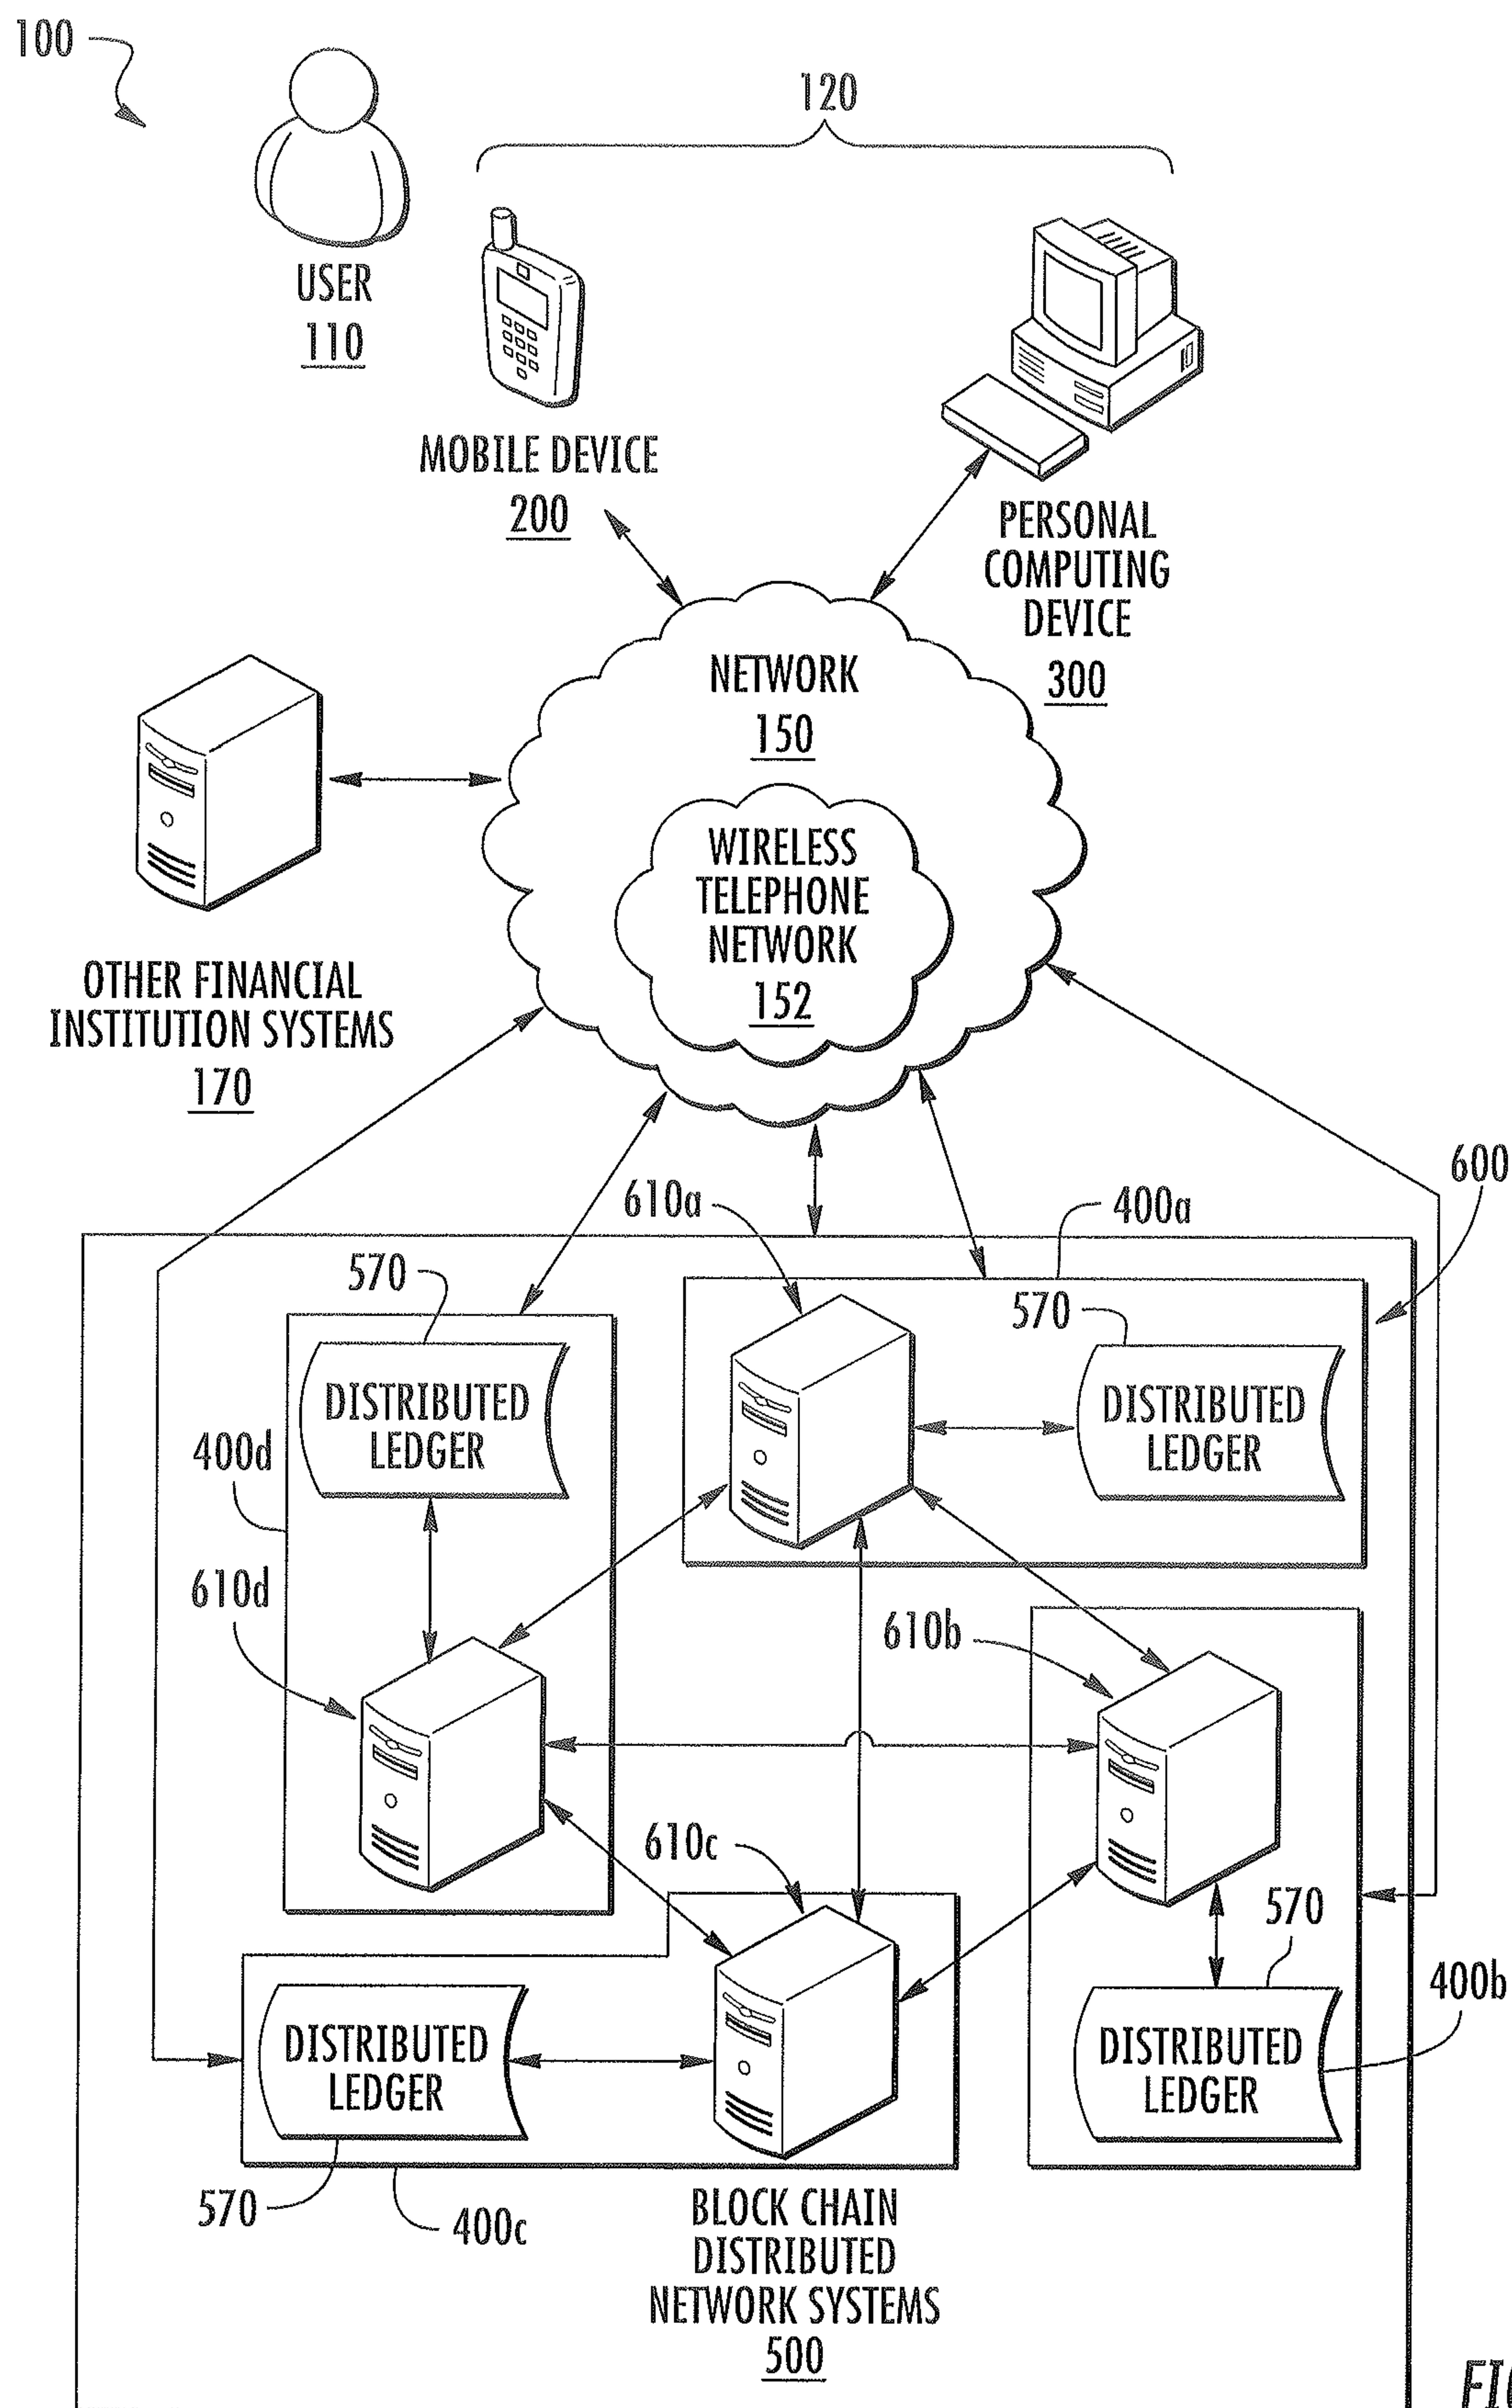 100
120
USER
110
MOBILE DEVICE
200
PERSONAL
COMPUTING
DEVICE
300
NETWORK
150
WIRELESS
TELEPHONE
NETWORK
152
OTHER FINANCIAL
INSTITUTION SYSTEMS
170
600
610a
400a
570
570
DISTRIBUTED
LEDGER
DISTRIBUTED
LEDGER
400d
610d
610b
610c
570
400b
DISTRIBUTED
LEDGER
DISTRIBUTED
LEDGER
570
400c
BLOCK CHAIN
DISTRIBUTED
NETWORK SYSTEMS
500